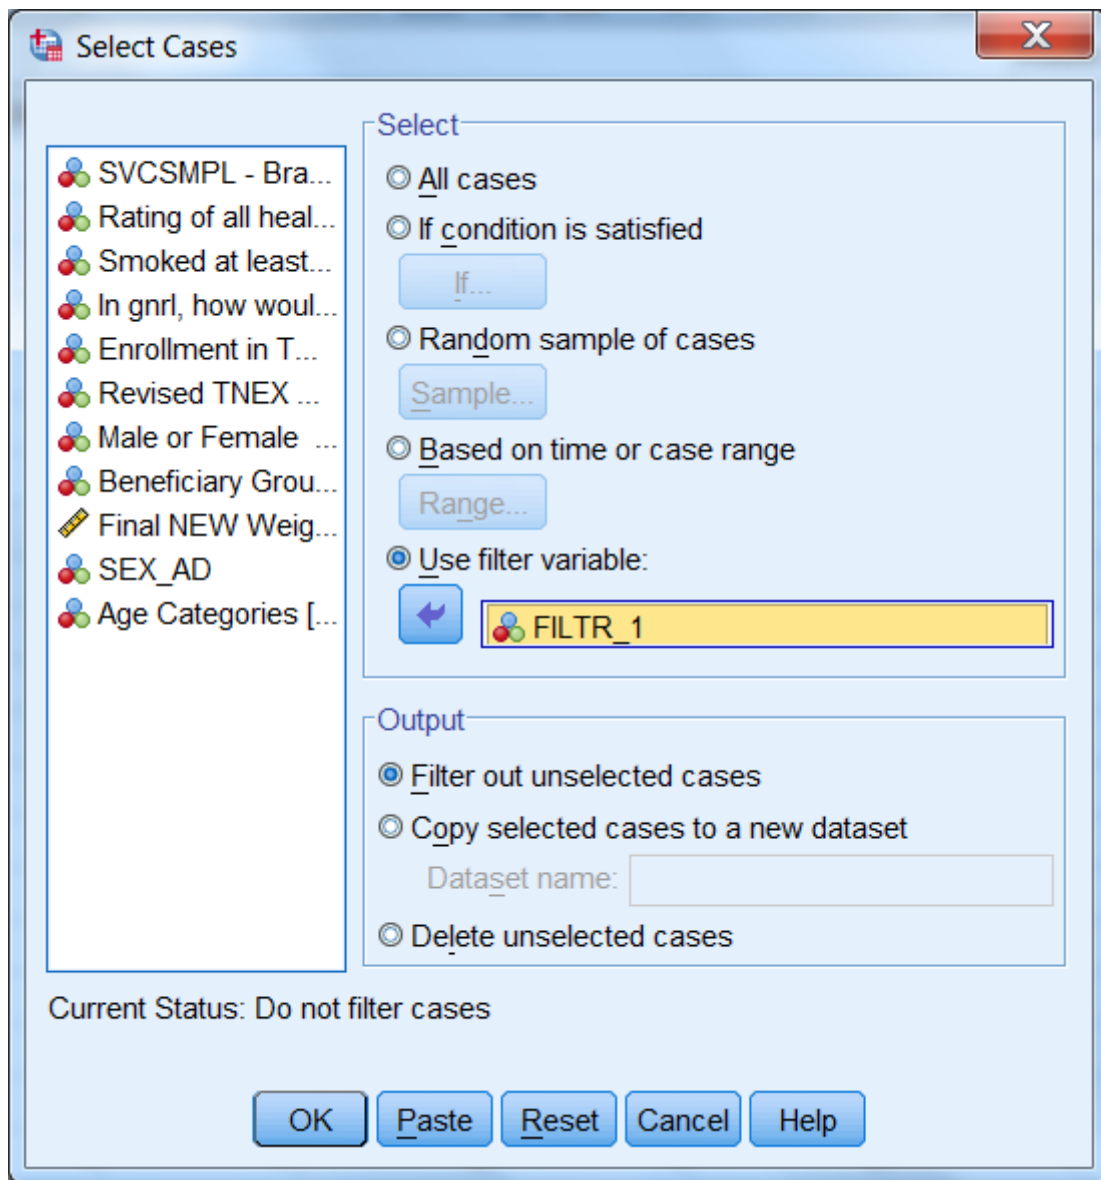 Select Cases
SVCSMPL - Bra...
Rating of all heal...
Smoked at least...
In gnrl, how woul...
Enrollment in T...
Revised TNEX ...
Male or Female ...
Beneficiary Grou...
Final NEW Weig...
SEX_AD
Age Categories [...
Select
All cases
If condition is satisfied
If...
Random sample of cases
Sample...
Based on time or case range
Range...
Use filter variable:
FILTR_1
Output
Filter out unselected cases
Copy selected cases to a new dataset
Dataset name:
Delete unselected cases
Current Status: Do not filter cases
OK Paste Reset Cancel Help